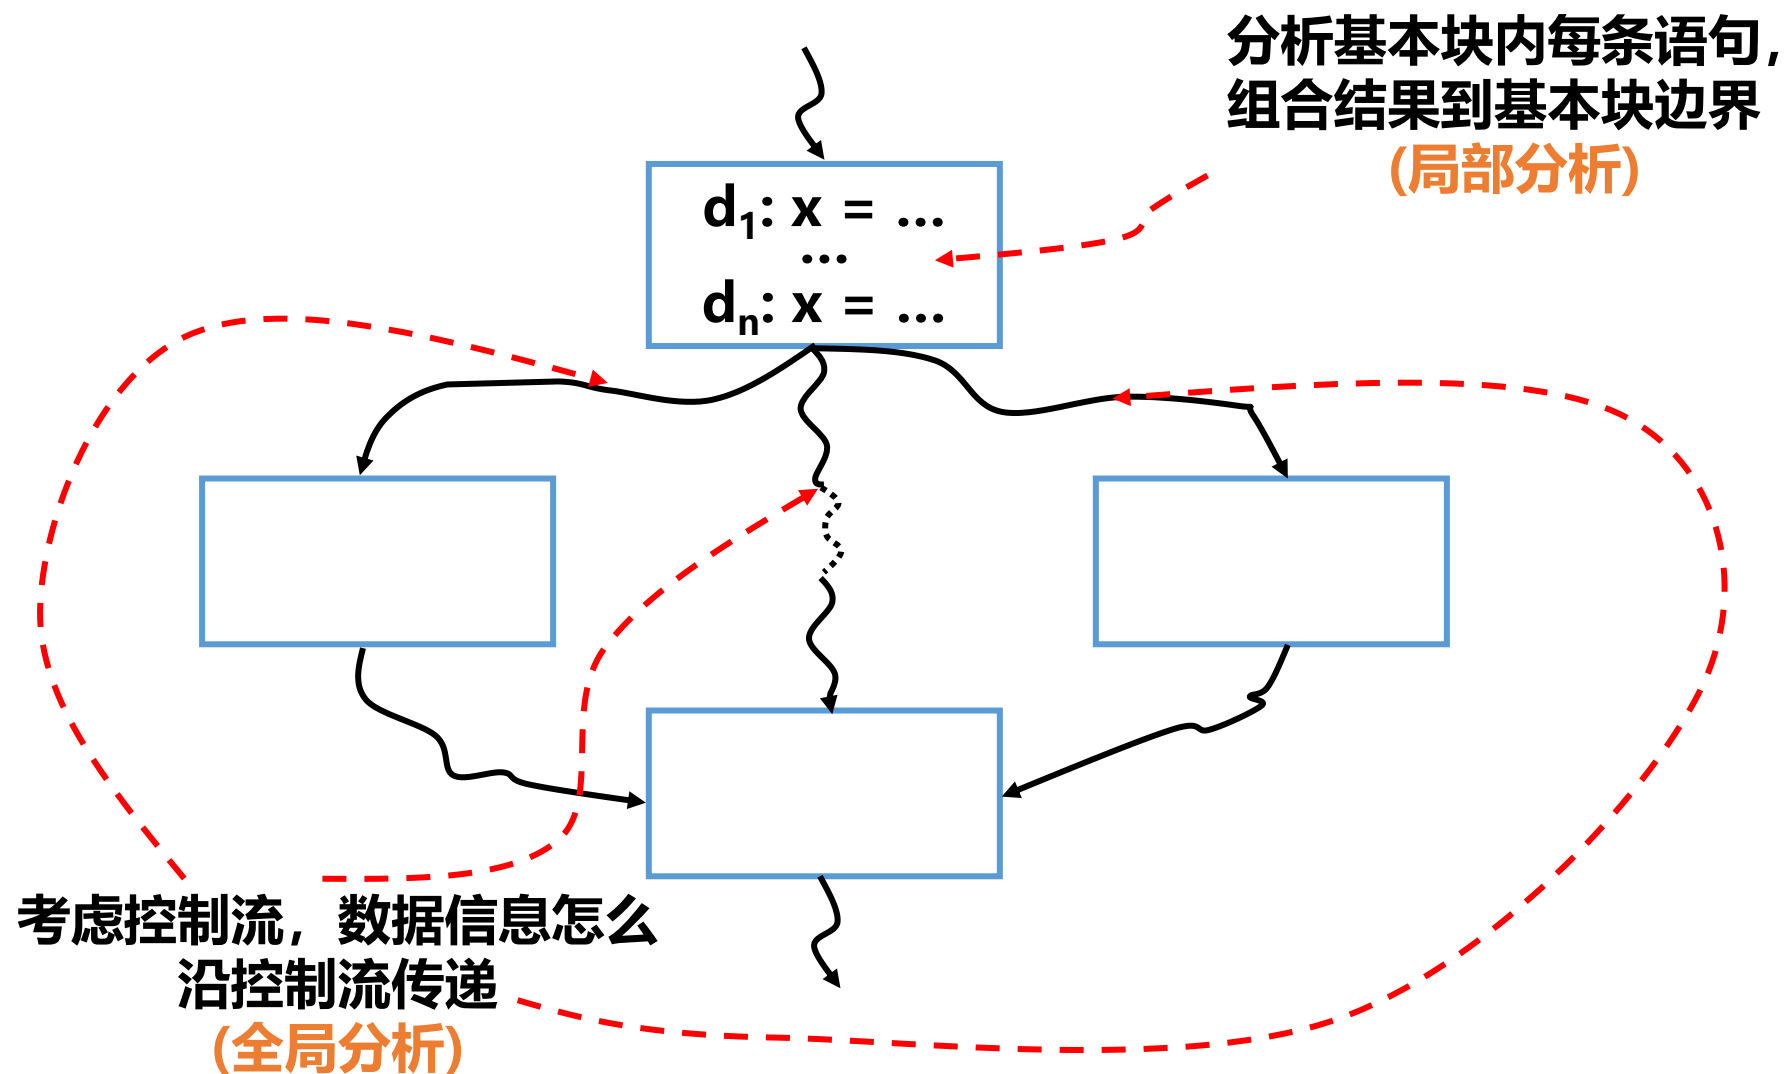 分析基本块内每条语句，
组合结果到基本块边界
(局部分析)
d₁: x = ...
...
dₙ: x = ...
考虑控制流，数据信息怎么
沿控制流传递
(全局分析)